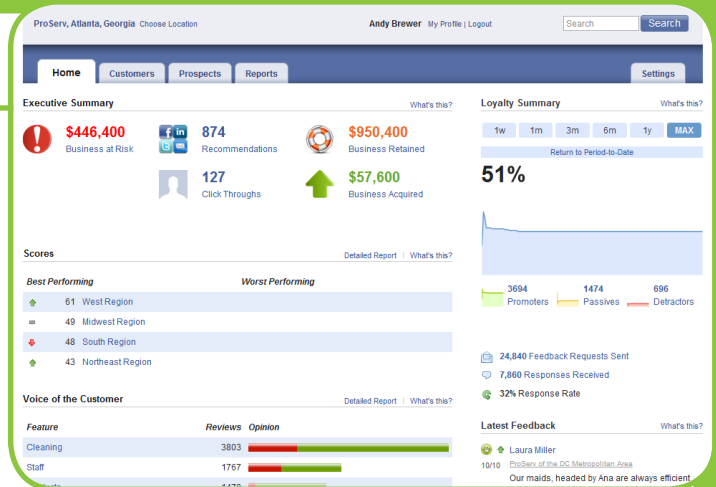 ProServ, Atlanta, Georgia Choose Location
Andy Brewer My Profile | Logout
Search Search
Home Customers Prospects Reports Settings
Executive Summary What's this?
$446,400
Business at Risk
874
Recommendations
$950,400
Business Retained
127
Click Throughs
$57,600
Business Acquired
Scores Detailed Report | What's this?
Best Performing Worst Performing
61 West Region
49 Midwest Region
48 South Region
43 Northeast Region
Voice of the Customer Detailed Report | What's this?
Feature Reviews Opinion
Cleaning 3803
Staff 1767
Loyalty Summary What's this?
1w 1m 3m 6m 1y MAX
Return to Period-to-Date
51%
3694
Promoters
1474
Passives
696
Detractors
24,840 Feedback Requests Sent
7,860 Responses Received
32% Response Rate
Latest Feedback What's this?
Laura Miller
10/10 ProServ of the DC Metropolitan Area
Our maids, headed by Ana are always efficient